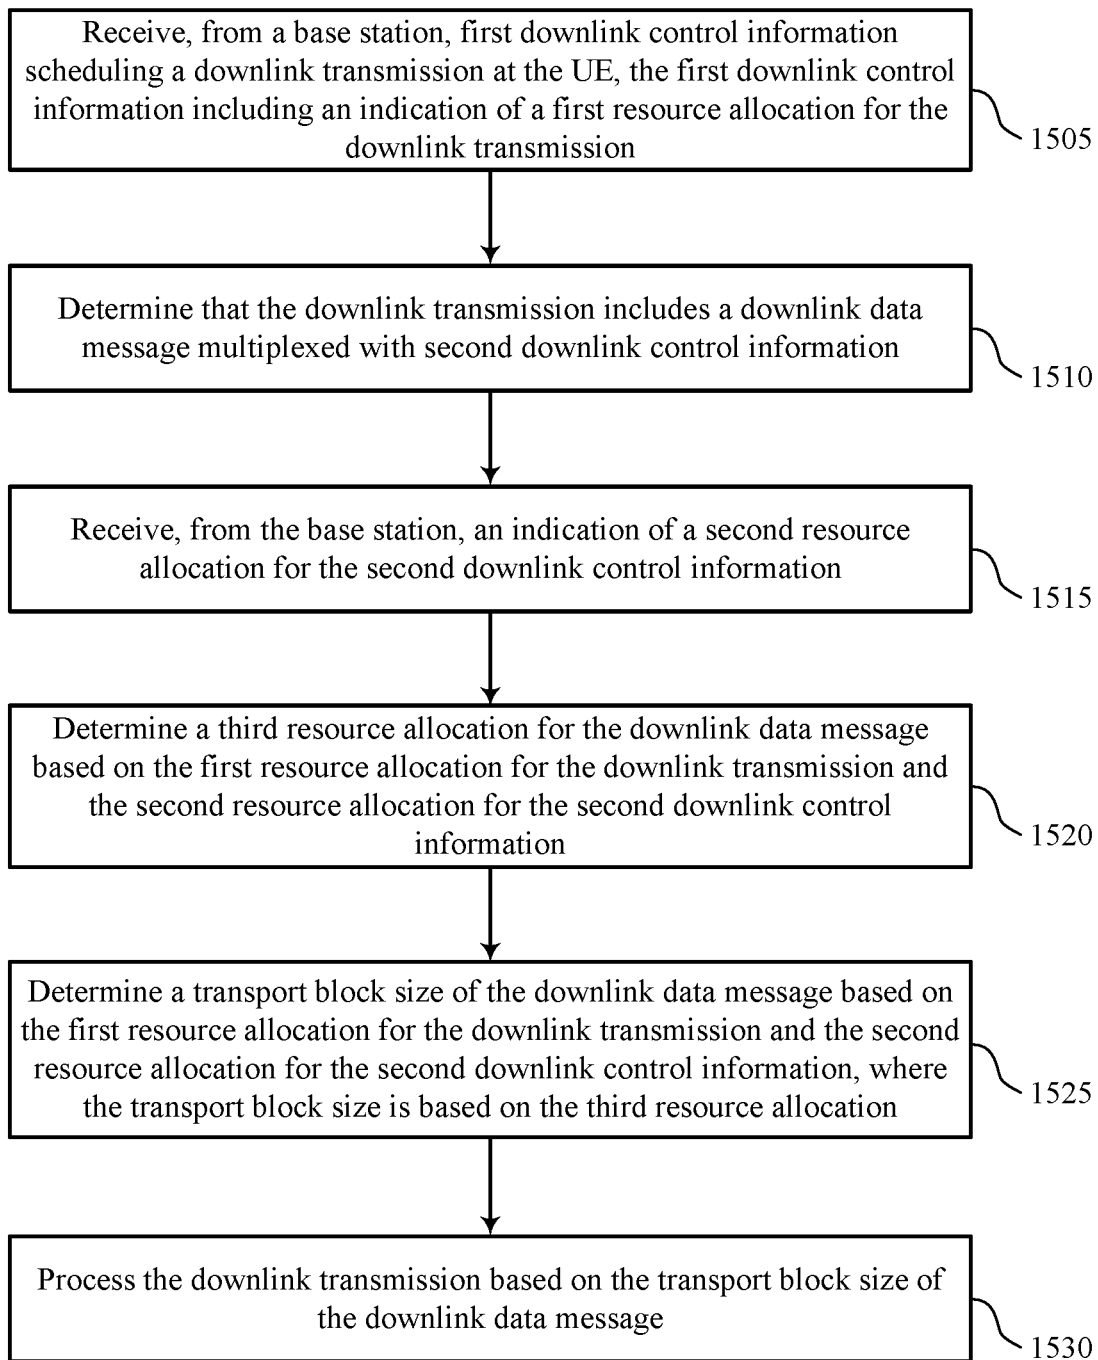 Receive, from a base station, first downlink control information
scheduling a downlink transmission at the UE, the first downlink control
information including an indication of a first resource allocation for the
downlink transmission
1505
Determine that the downlink transmission includes a downlink data
message multiplexed with second downlink control information
1510
Receive, from the base station, an indication of a second resource
allocation for the second downlink control information
1515
Determine a third resource allocation for the downlink data message
based on the first resource allocation for the downlink transmission and
the second resource allocation for the second downlink control
information
1520
Determine a transport block size of the downlink data message based on
the first resource allocation for the downlink transmission and the second
resource allocation for the second downlink control information, where
the transport block size is based on the third resource allocation
1525
Process the downlink transmission based on the transport block size of
the downlink data message
1530